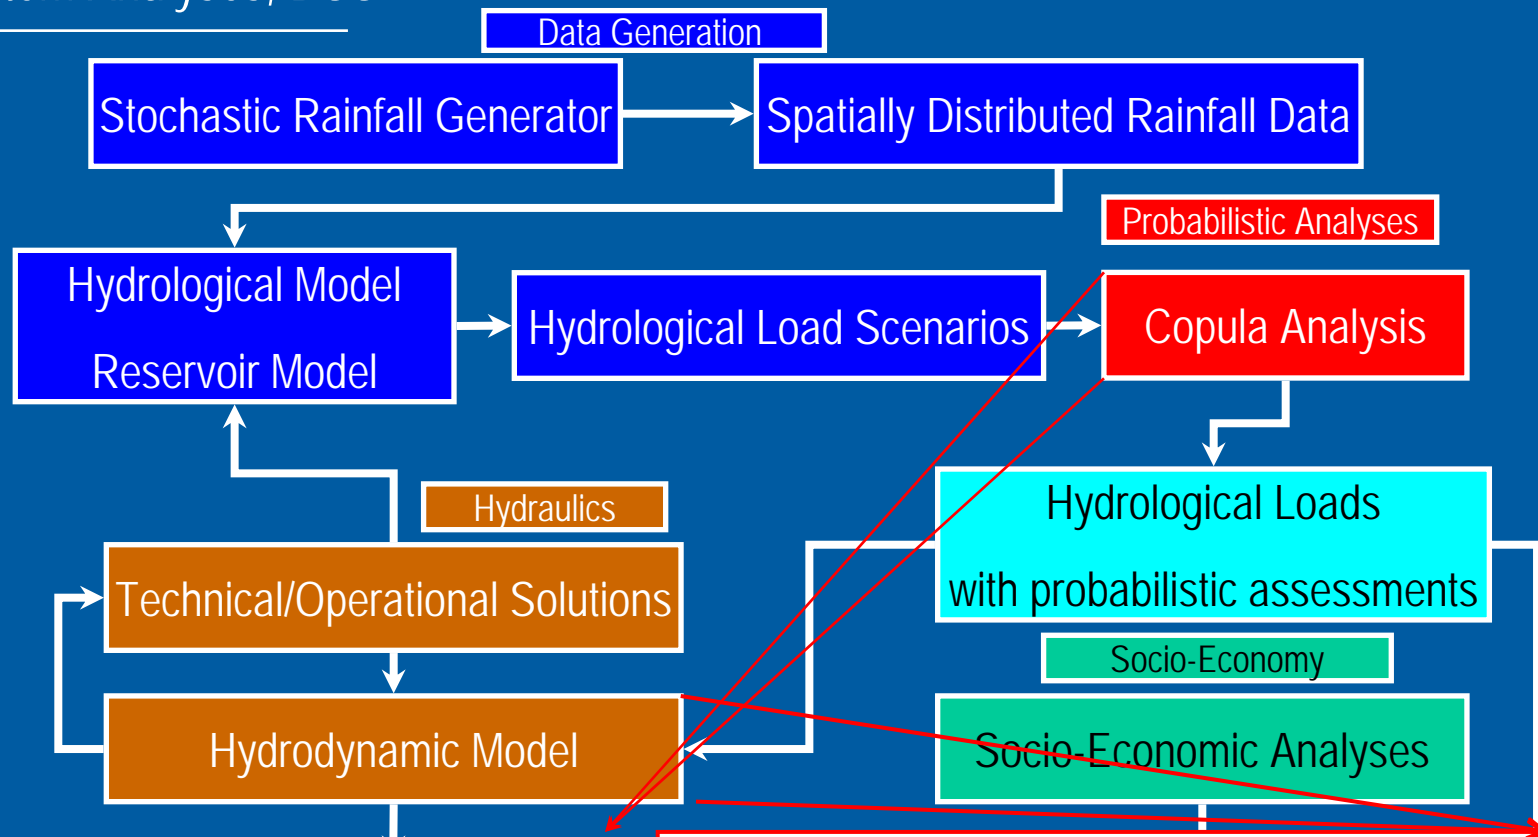 Data Generation
Stochastic Rainfall Generator
Spatially Distributed Rainfall Data
Probabilistic Analyses
Hydrological Model
Reservoir Model
Hydrological Load Scenarios
Copula Analysis
Hydraulics
Hydrological Loads
with probabilistic assessments
Technical/Operational Solutions
Socio-Economy
Hydrodynamic Model
Socio-Economic Analyses